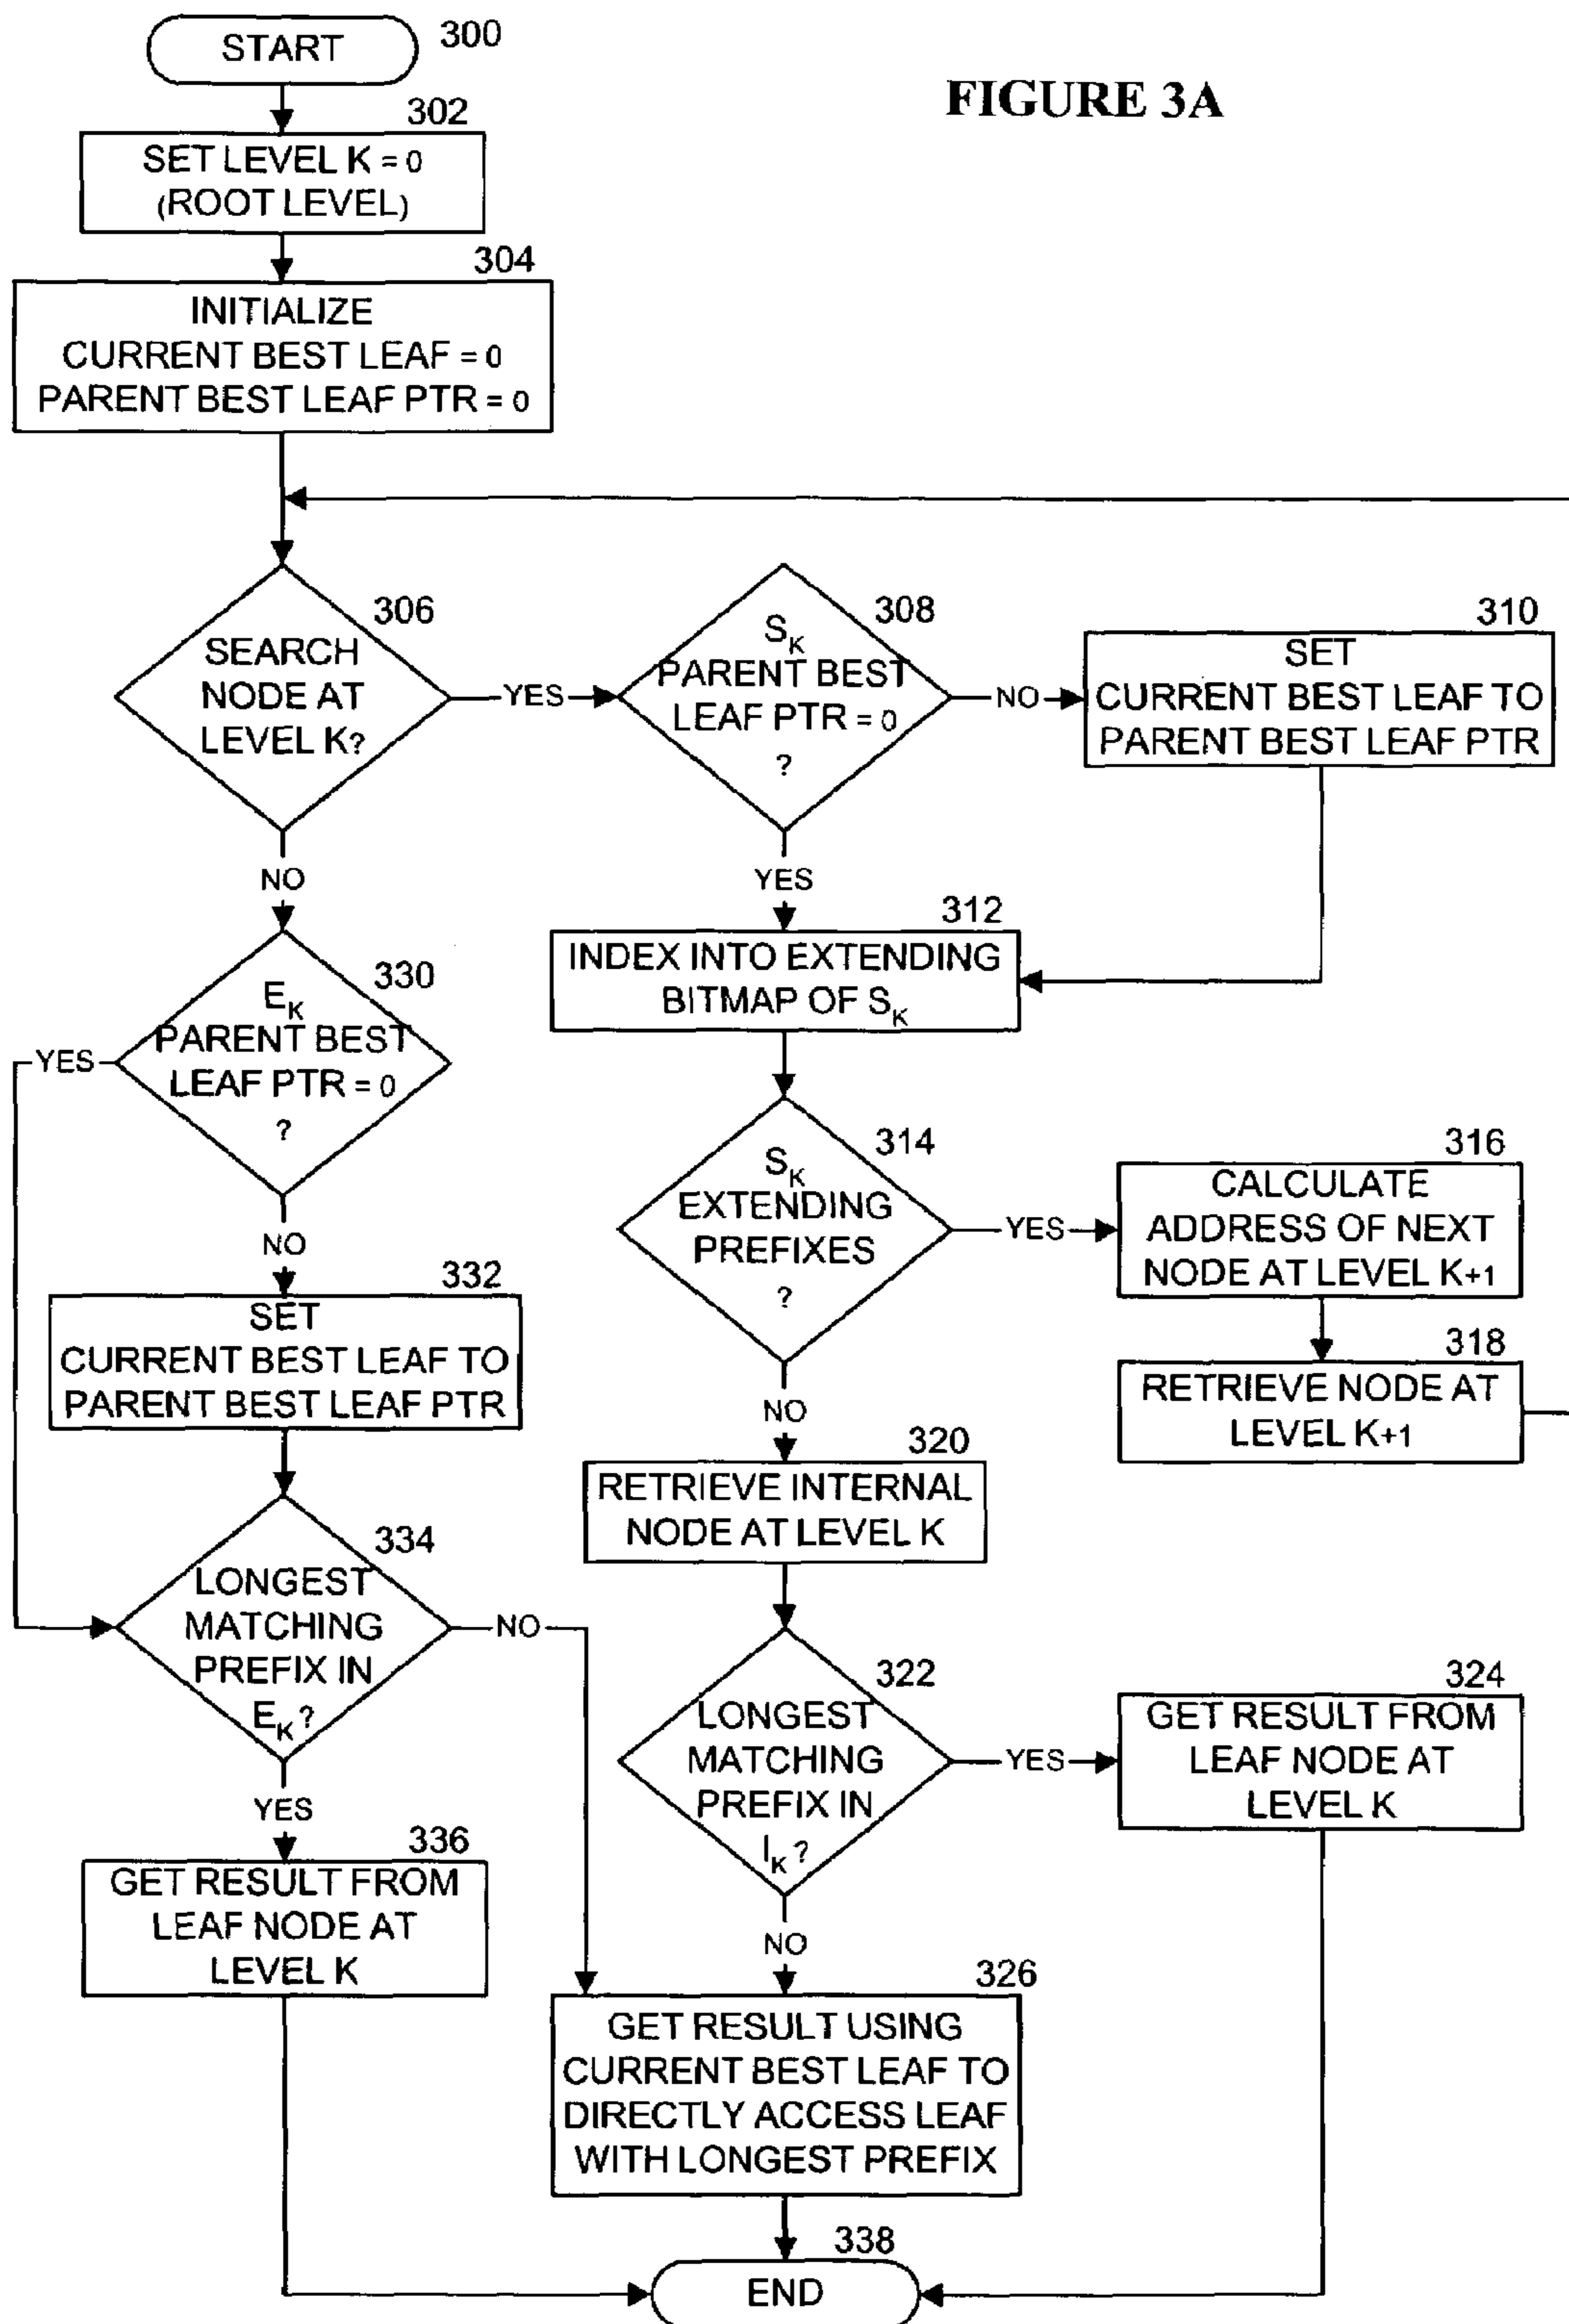 START
300
FIGURE 3A
302
SET LEVEL K = 0
(ROOT LEVEL)
304
INITIALIZE
CURRENT BEST LEAF = 0
PARENT BEST LEAF PTR = 0
306
SEARCH
NODE AT
LEVEL K?
YES
NO
308
SK
PARENT BEST
LEAF PTR = 0
?
NO
YES
310
SET
CURRENT BEST LEAF TO
PARENT BEST LEAF PTR
312
INDEX INTO EXTENDING
BITMAP OF SK
330
EK
PARENT BEST
LEAF PTR = 0
?
YES
NO
314
SK
EXTENDING
PREFIXES
?
YES
NO
316
CALCULATE
ADDRESS OF NEXT
NODE AT LEVEL K+1
318
RETRIEVE NODE AT
LEVEL K+1
332
SET
CURRENT BEST LEAF TO
PARENT BEST LEAF PTR
320
RETRIEVE INTERNAL
NODE AT LEVEL K
334
LONGEST
MATCHING
PREFIX IN
EK?
NO
YES
322
LONGEST
MATCHING
PREFIX IN
IK?
YES
NO
324
GET RESULT FROM
LEAF NODE AT
LEVEL K
336
GET RESULT FROM
LEAF NODE AT
LEVEL K
326
GET RESULT USING
CURRENT BEST LEAF TO
DIRECTLY ACCESS LEAF
WITH LONGEST PREFIX
338
END